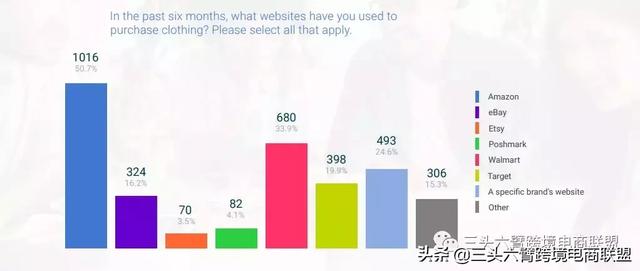 In the past six months, what websites have you used to
purchase clothing? Please select all that apply.
1016
50.7%
324
16.2%
70
3.5%
82
4.1%
680
33.9%
398
19.9%
493
24.6%
306
15.3%
Amazon
eBay
Etsy
Poshmark
Walmart
Target
A specific brand's website
Other
三头六臂跨境电商联盟
头条@三头六臂跨境电商联盟